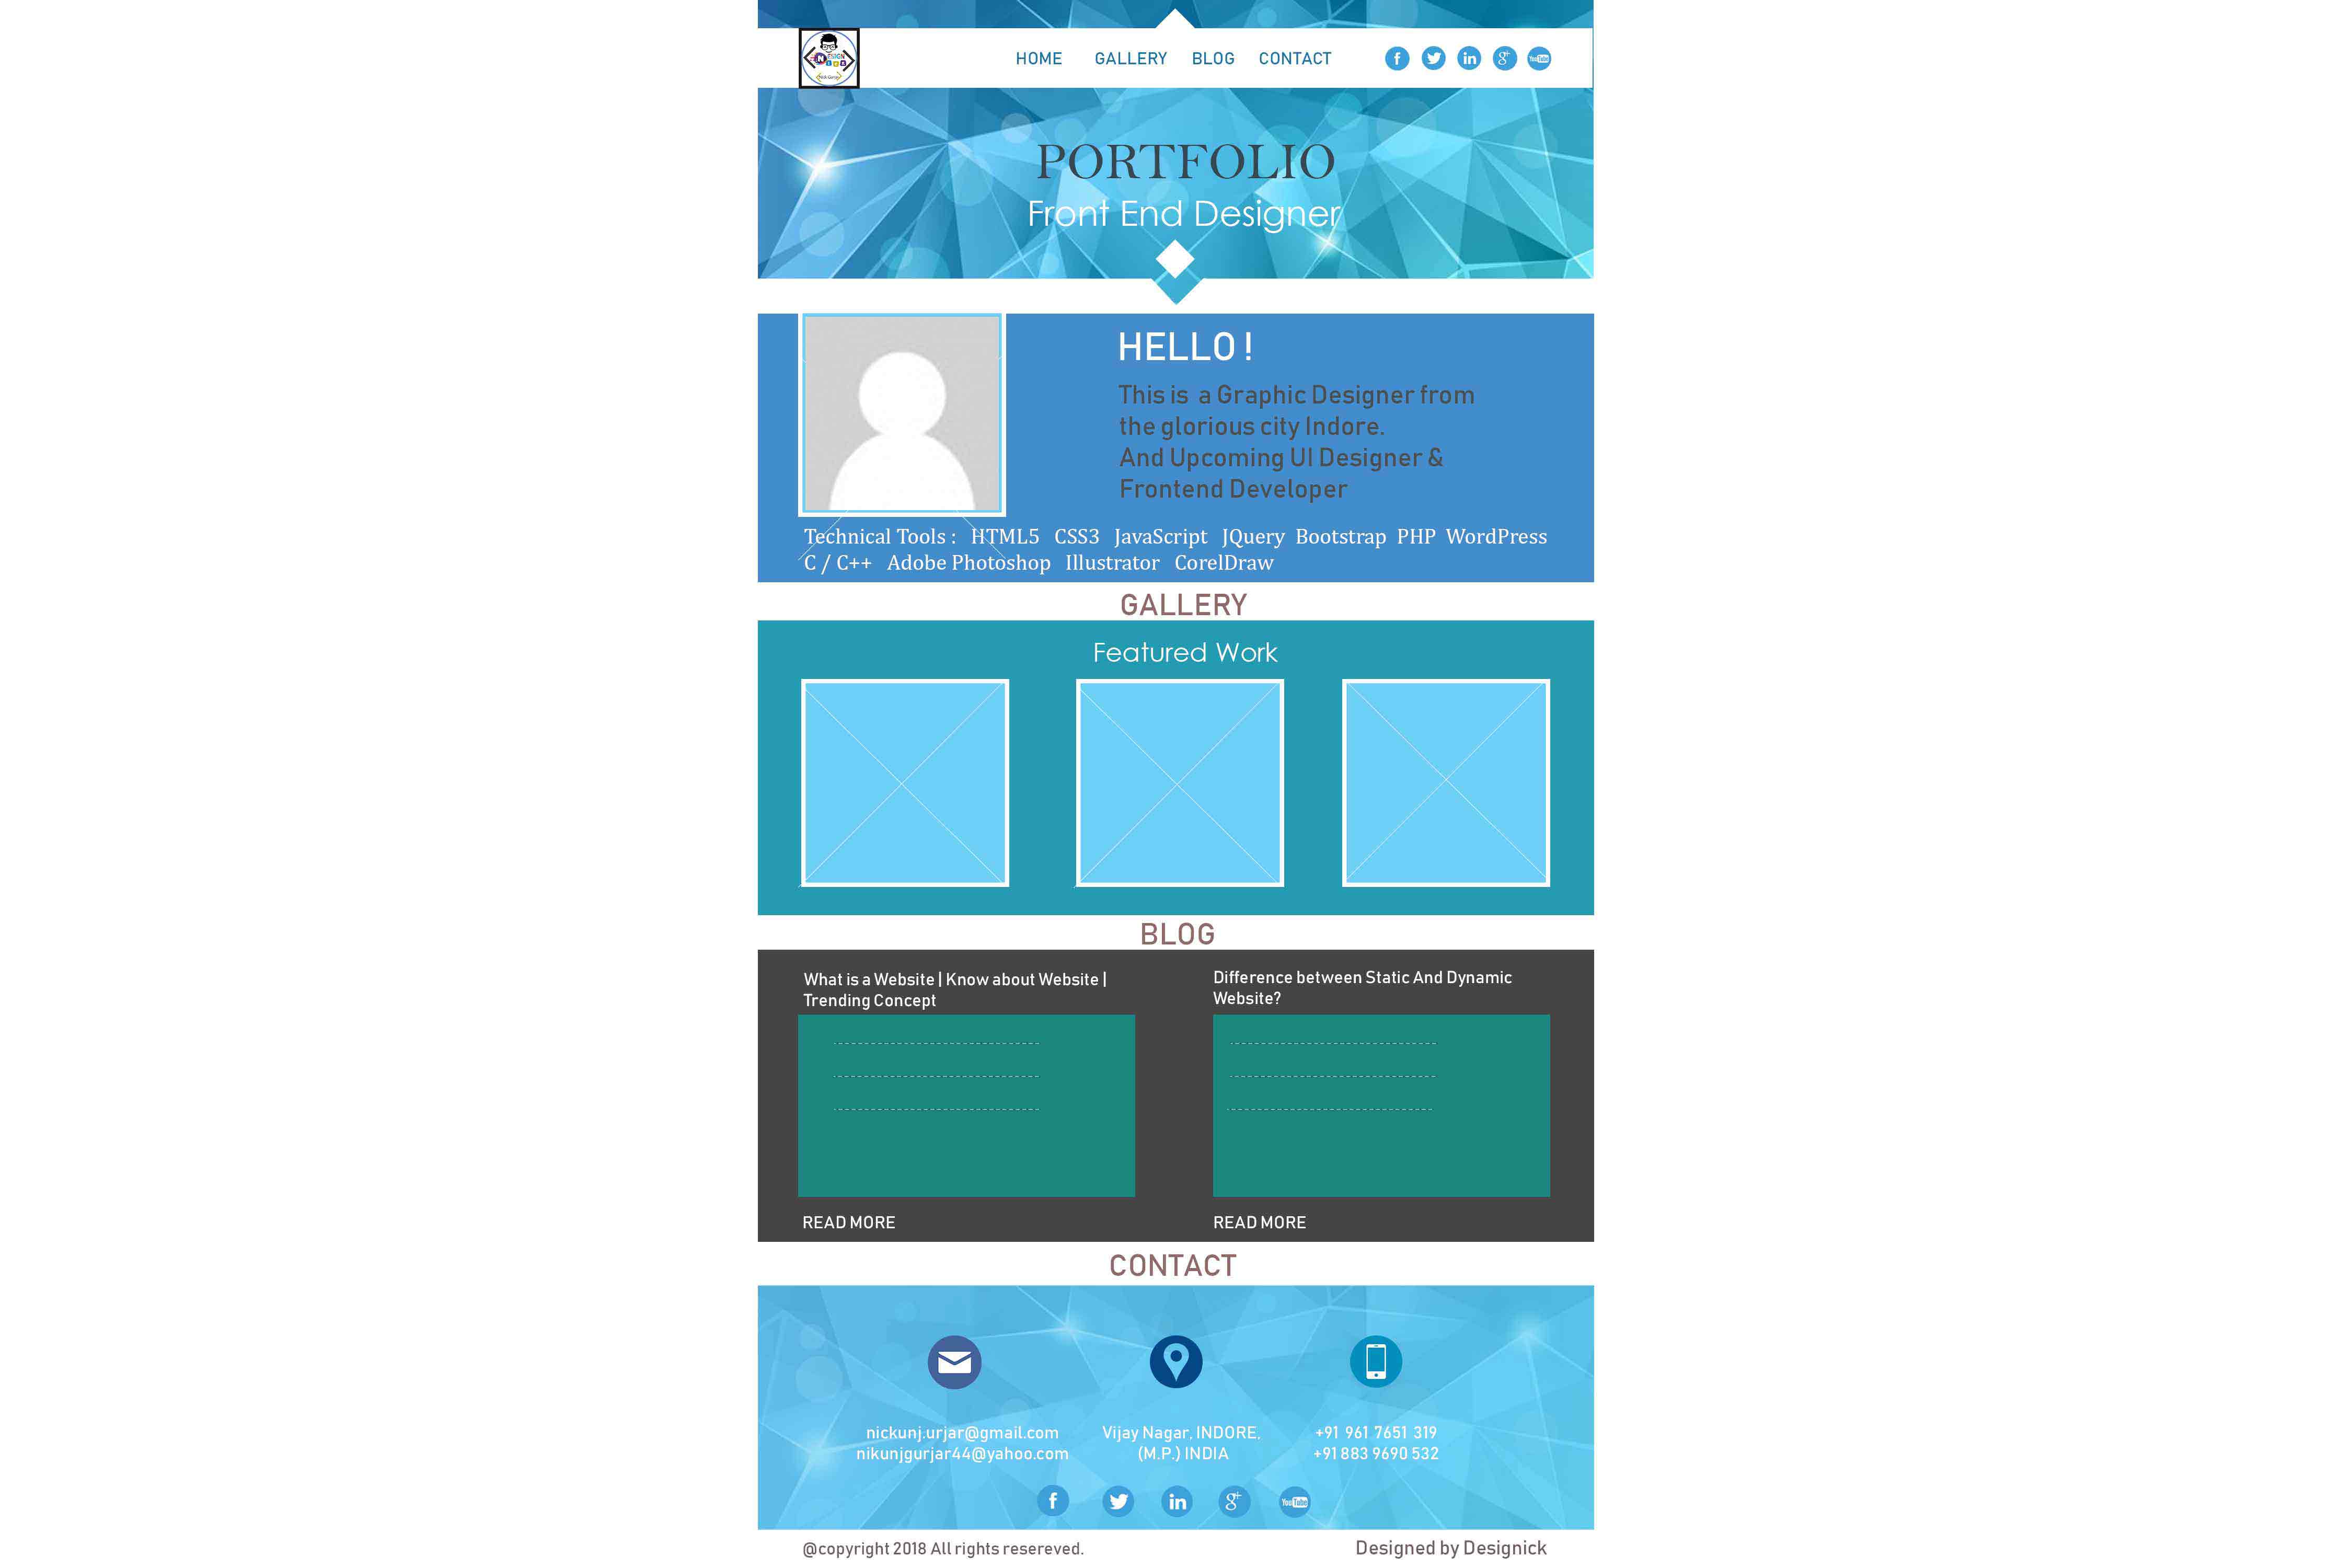 HOME GALLERY BLOG CONTACT
PORTFOLIO
Front End Designer
HELLO !
This is a Graphic Designer from
the glorious city Indore.
And Upcoming UI Designer &
Frontend Developer
Technical Tools : HTML5 CSS3 JavaScript JQuery Bootstrap PHP WordPress
C / C++ Adobe Photoshop Illustrator CorelDraw
GALLERY
Featured Work
BLOG
What is a Website | Know about Website |
Trending Concept
Difference between Static And Dynamic
Website?
READ MORE
READ MORE
CONTACT
nickunj.urjar@gmail.com
nikunjgurjar44@yahoo.com
Vijay Nagar, INDORE,
(M.P.) INDIA
+91 961 7651 319
+91 883 9690 532
You Tube
@copyright 2018 All rights resereved.
Designed by Designick